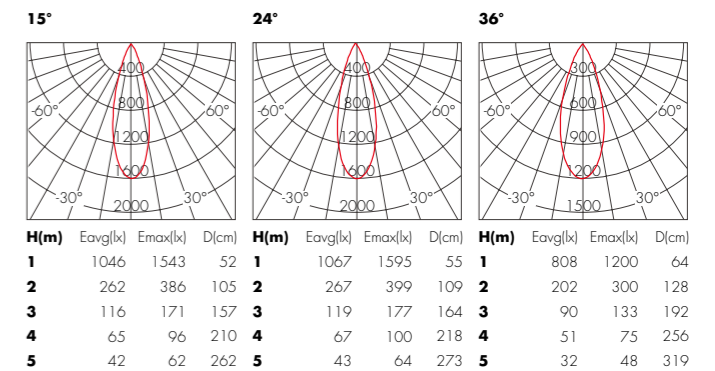 15° 24° 36°
400 400 300
-60° 800 60° -60° 800 60° -60° 600 60°
1200 1200 900
1600 1600 1200
-30° 30° -30° 30° -30° 30°
2000 2000 1500
H(m) Eavg(lx) Emax(lx) D(cm) H(m) Eavg(lx) Emax(lx) D(cm) H(m) Eavg(lx) Emax(lx) D(cm)
1 1046 1543 52 1 1067 1595 55 1 808 1200 64
2 262 386 105 2 267 399 109 2 202 300 128
3 116 171 157 3 119 177 164 3 90 133 192
4 65 96 210 4 67 100 218 4 51 75 256
5 42 62 262 5 43 64 273 5 32 48 319